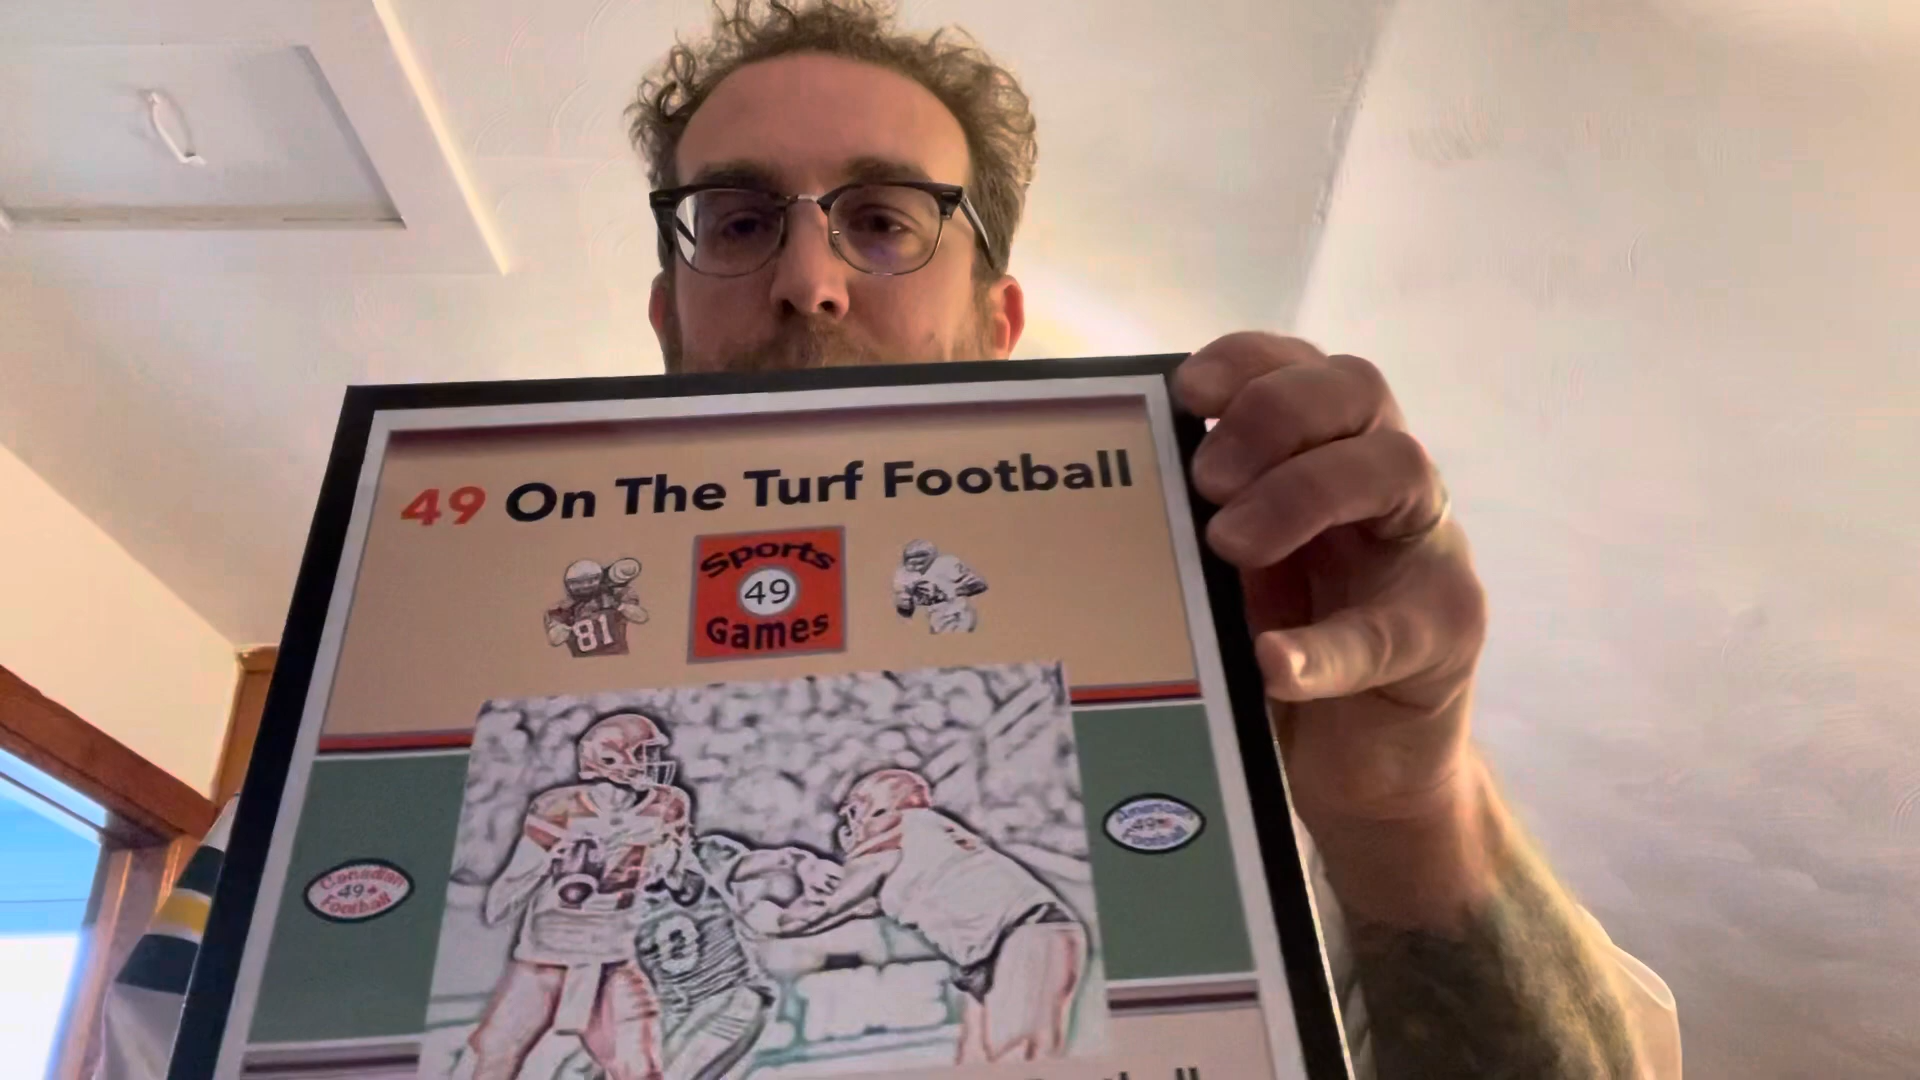 49 On The Turf Football
Sports
49
Games
81
American
49
Football
Canadian
49
Football